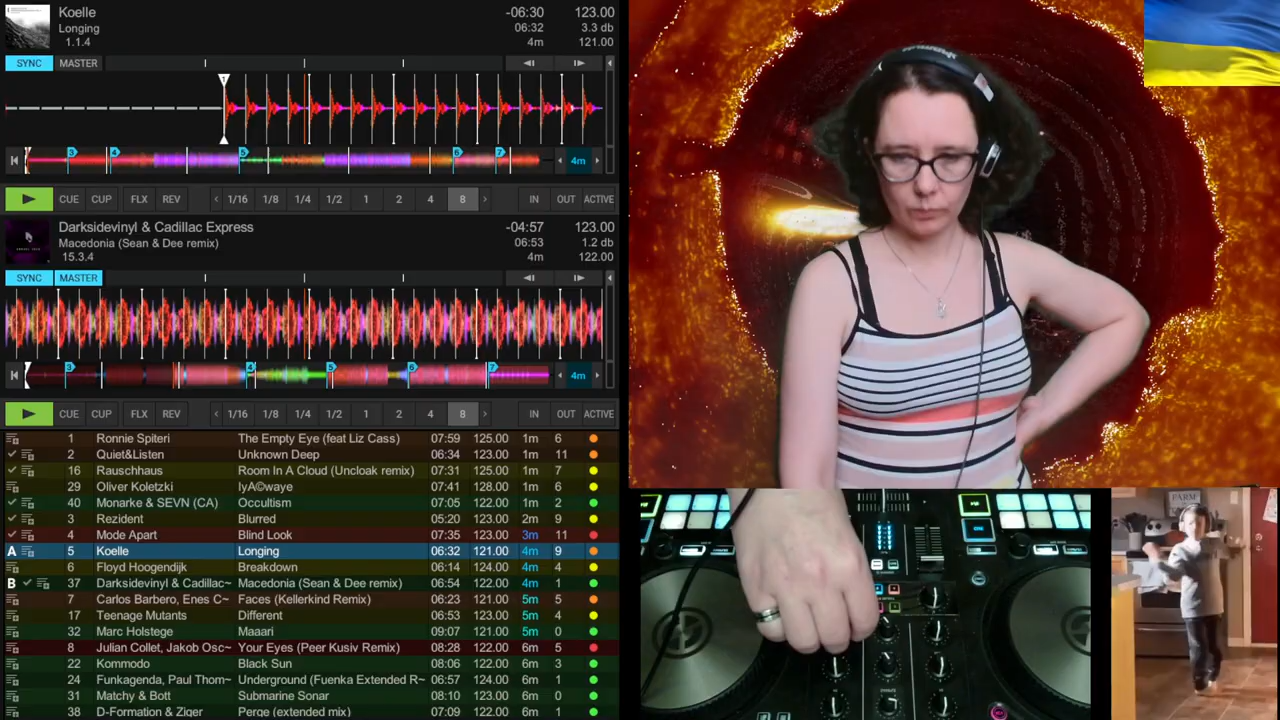 Koelle -06:30 123.00
Longing 06:32 3.3 db
1.1.4 4m 121.00
SYNC MASTER
1
3 4 5 6 7 4m
CUE CUP FLX REV 1/16 1/8 1/4 1/2 1 2 4 8 IN OUT ACTIVE
Darksidevinyl & Cadillac Express -04:57 123.00
Macedonia (Sean & Dee remix) 06:53 1.2 db
15.3.4 4m 122.00
SYNC MASTER
3 4 5 6 7 4m
CUE CUP FLX REV 1/16 1/8 1/4 1/2 1 2 4 8 IN OUT ACTIVE
1 Ronnie Spiteri The Empty Eye (feat Liz Cass) 07:59 125.00 1m 6
2 Quiet&Listen Unknown Deep 06:34 123.00 1m 11
16 Rauschhaus Room In A Cloud (Uncloak remix) 07:31 125.00 1m 7
29 Oliver Koletzki IyA©waye 07:41 128.00 1m 6
40 Monarke & SEVN (CA) Occultism 07:05 122.00 1m 2
3 Rezident Blurred 05:20 123.00 2m 9
4 Mode Apart Blind Look 07:35 123.00 3m 11
A 5 Koelle Longing 06:32 121.00 4m 9
6 Floyd Hoogendijk Breakdown 06:14 124.00 4m 4
B 37 Darksidevinyl & Cadillac~ Macedonia (Sean & Dee remix) 06:53 122.00 4m 1
7 Carlos Barbero, Enes C~ Faces (Kellerkind Remix) 06:23 121.00 5m 5
17 Teenage Mutants Different 06:53 122.00 5m 4
32 Marc Holstege Maaari 09:07 121.00 5m 0
8 Julian Collet, Jakob Osc~ Your Eyes (Peer Kusiv Remix) 08:28 122.00 6m 5
22 Kommodo Black Sun 08:06 122.00 6m 3
24 Funkagenda, Paul Thom~ Underground (Fuenka Extended R~ 06:57 124.00 6m 1
31 Matchy & Bott Submarine Sonar 08:10 123.00 6m 0
38 D-Formation & Ziger Perge (extended mix) 07:09 122.00 6m 1